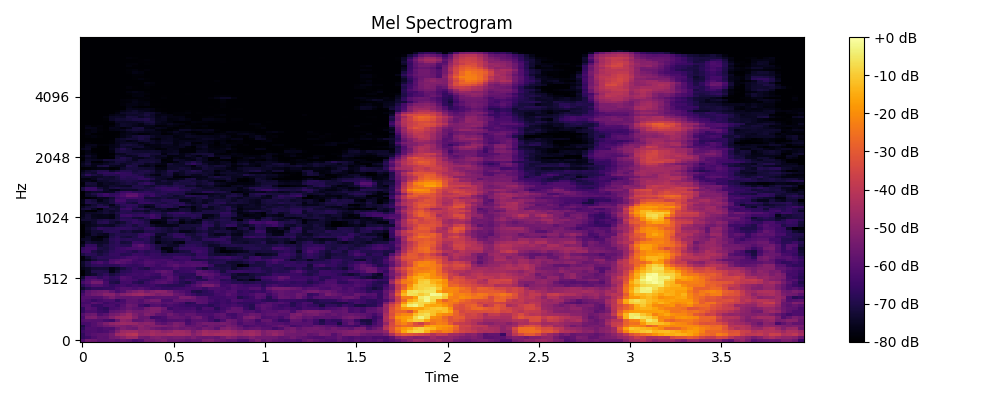 Mel Spectrogram
Hz
4096
2048
1024
512
0
0 0.5 1 1.5 2 2.5 3 3.5
Time
+0 dB
-10 dB
-20 dB
-30 dB
-40 dB
-50 dB
-60 dB
-70 dB
-80 dB